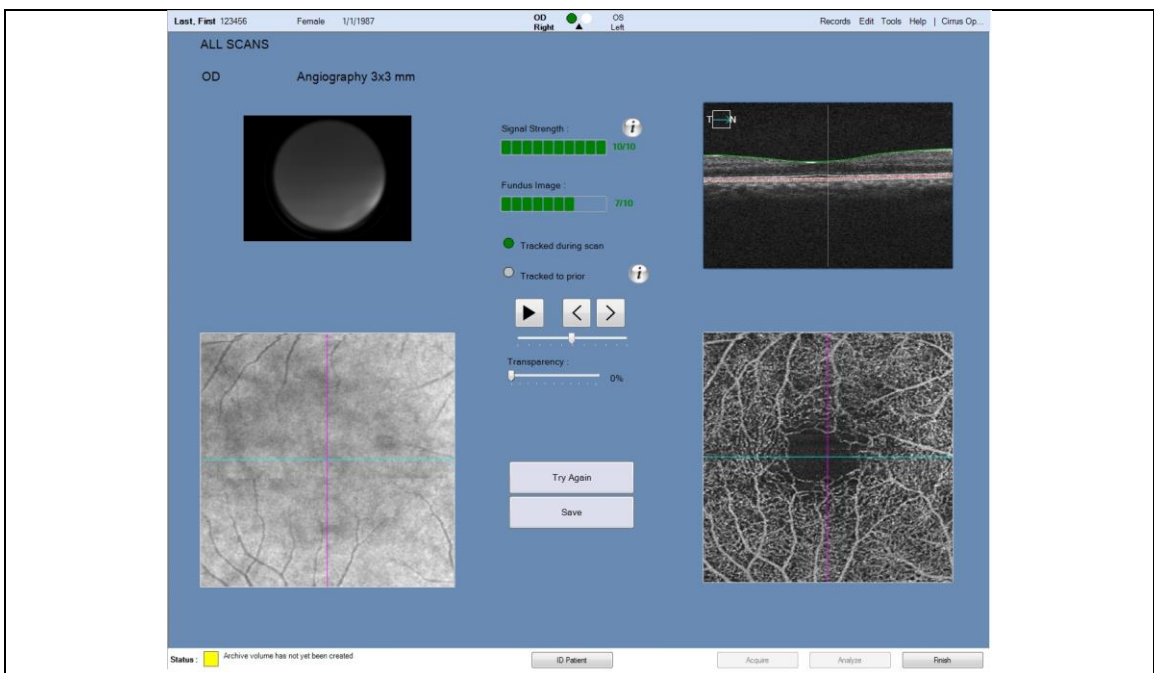 Last, First 123456 Female 1/1/1987 OD Right OS Left Records Edit Tools Help | Cirrus Op...
ALL SCANS
OD Angiography 3x3 mm
Signal Strength :
10/10
Fundus Image :
7/10
Tracked during scan
Tracked to prior
Transparency :
0%
T N
Try Again
Save
Status : Archive volume has not yet been created ID Patient Acquire Analyze Finish